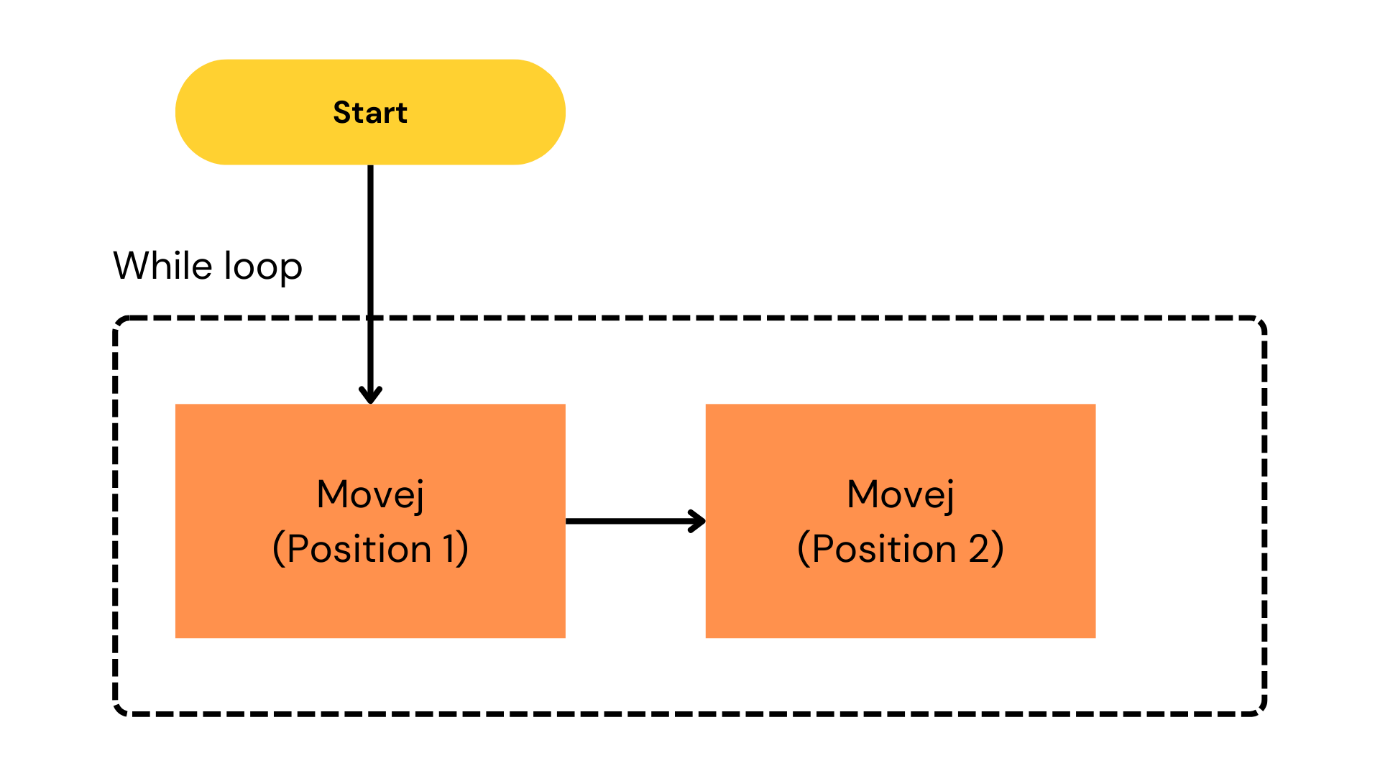 Start
While loop
Movej
(Position 1)
Movej
(Position 2)